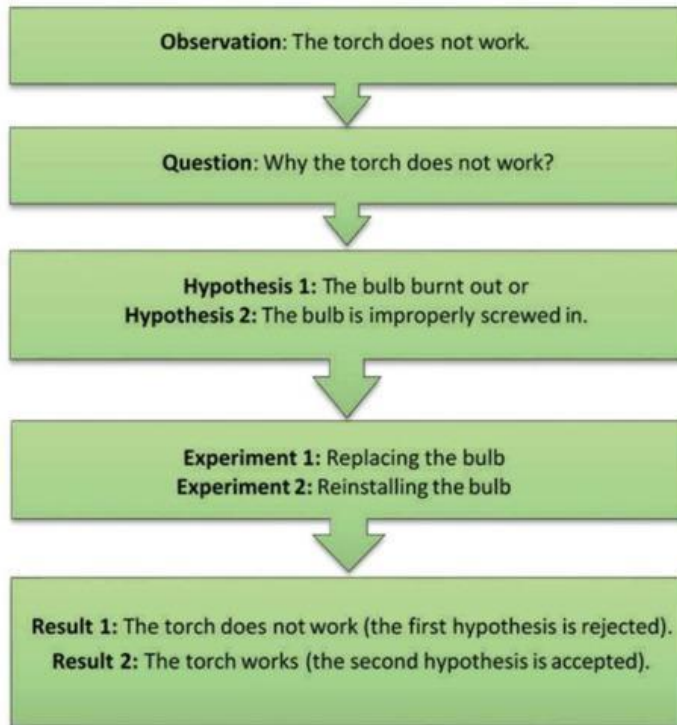 Observation: The torch does not work.
Question: Why the torch does not work?
Hypothesis 1: The bulb burnt out or
Hypothesis 2: The bulb is improperly screwed in.
Experiment 1: Replacing the bulb
Experiment 2: Reinstalling the bulb
Result 1: The torch does not work (the first hypothesis is rejected).
Result 2: The torch works (the second hypothesis is accepted).